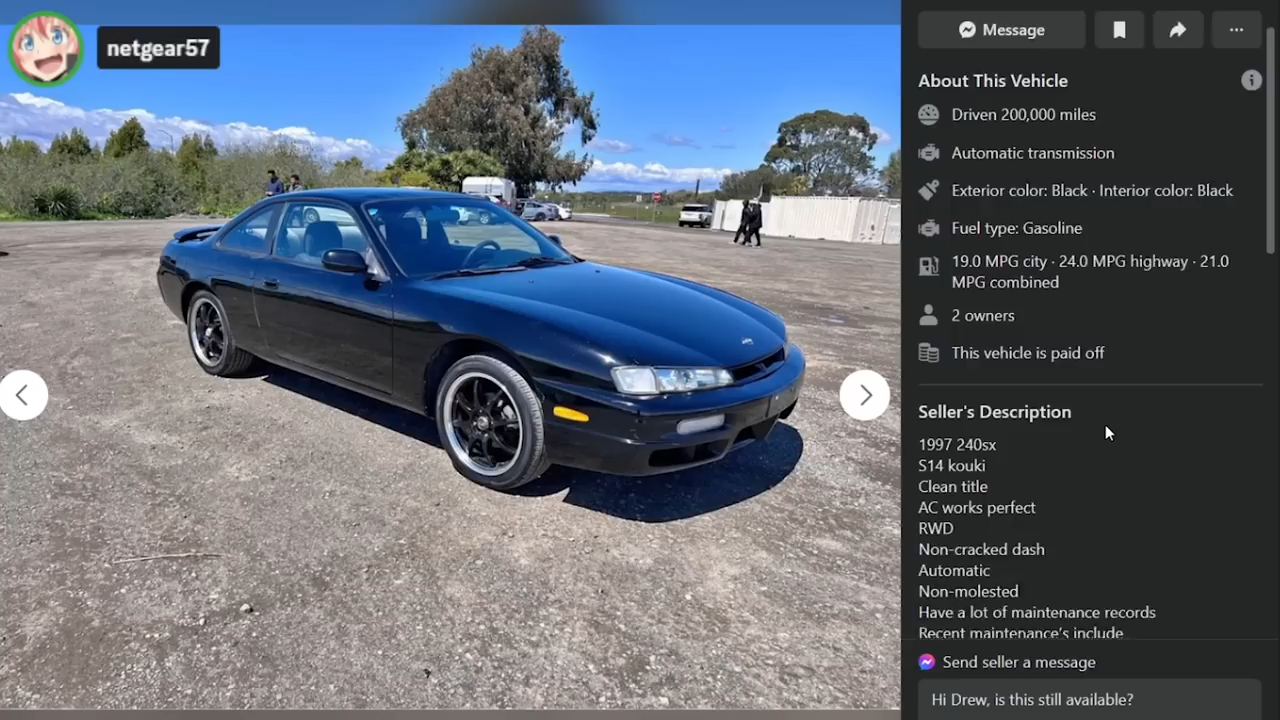 netgear57
Message
About This Vehicle
Driven 200,000 miles
Automatic transmission
Exterior color: Black · Interior color: Black
Fuel type: Gasoline
19.0 MPG city · 24.0 MPG highway · 21.0
MPG combined
2 owners
This vehicle is paid off
Seller's Description
1997 240sx
S14 kouki
Clean title
AC works perfect
RWD
Non-cracked dash
Automatic
Non-molested
Have a lot of maintenance records
Recent maintenance's include
Send seller a message
Hi Drew, is this still available?